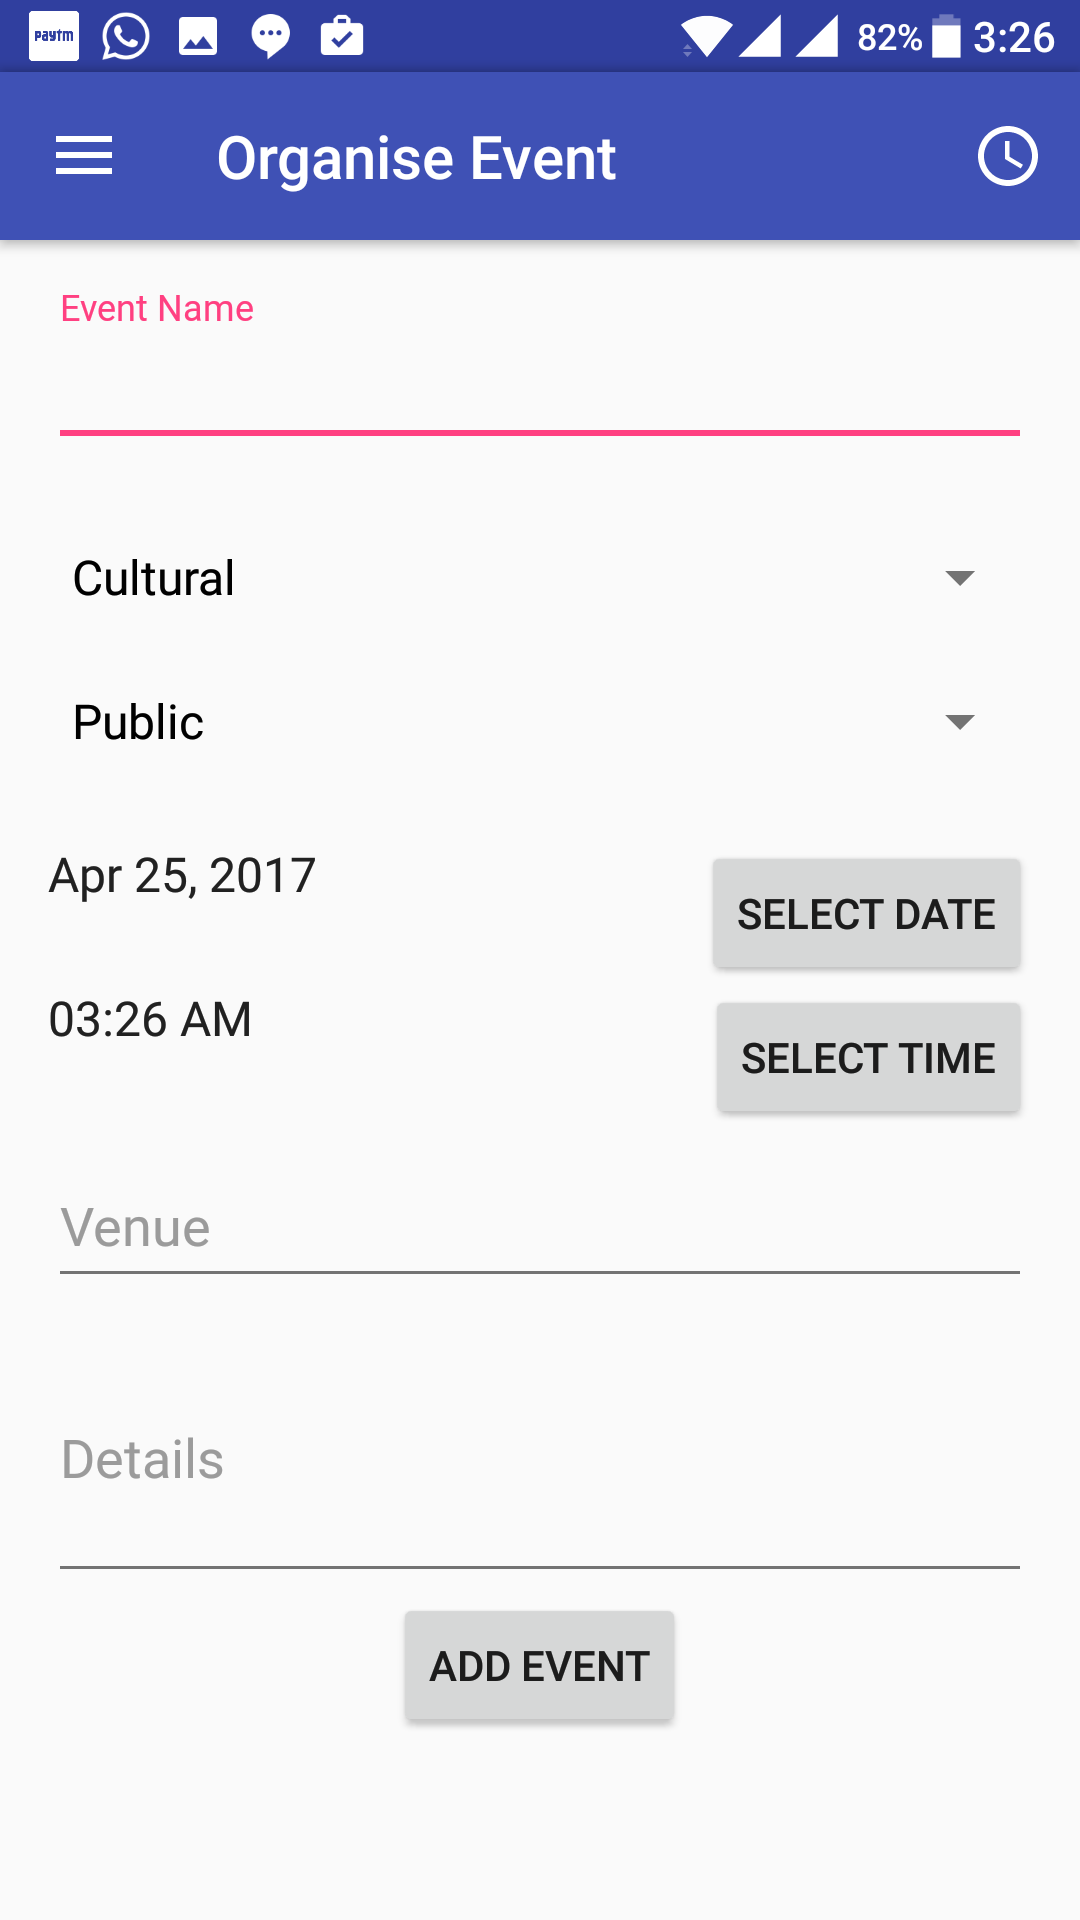 paytm 82% 3:26
Organise Event
Event Name
Cultural
Public
Apr 25, 2017
SELECT DATE
03:26 AM
SELECT TIME
Venue
Details
ADD EVENT